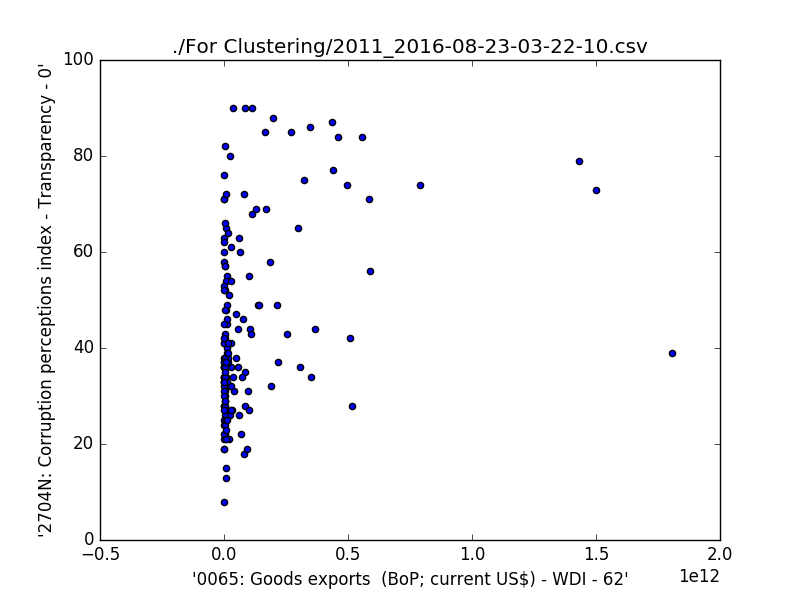 ./For Clustering/2011_2016-08-23-03-22-10.csv
100
80
60
40
20
0
'2704N: Corruption perceptions index - Transparency - 0'
−0.5 0.0 0.5 1.0 1.5 2.0
1e12
'0065: Goods exports  (BoP; current US$) - WDI - 62'